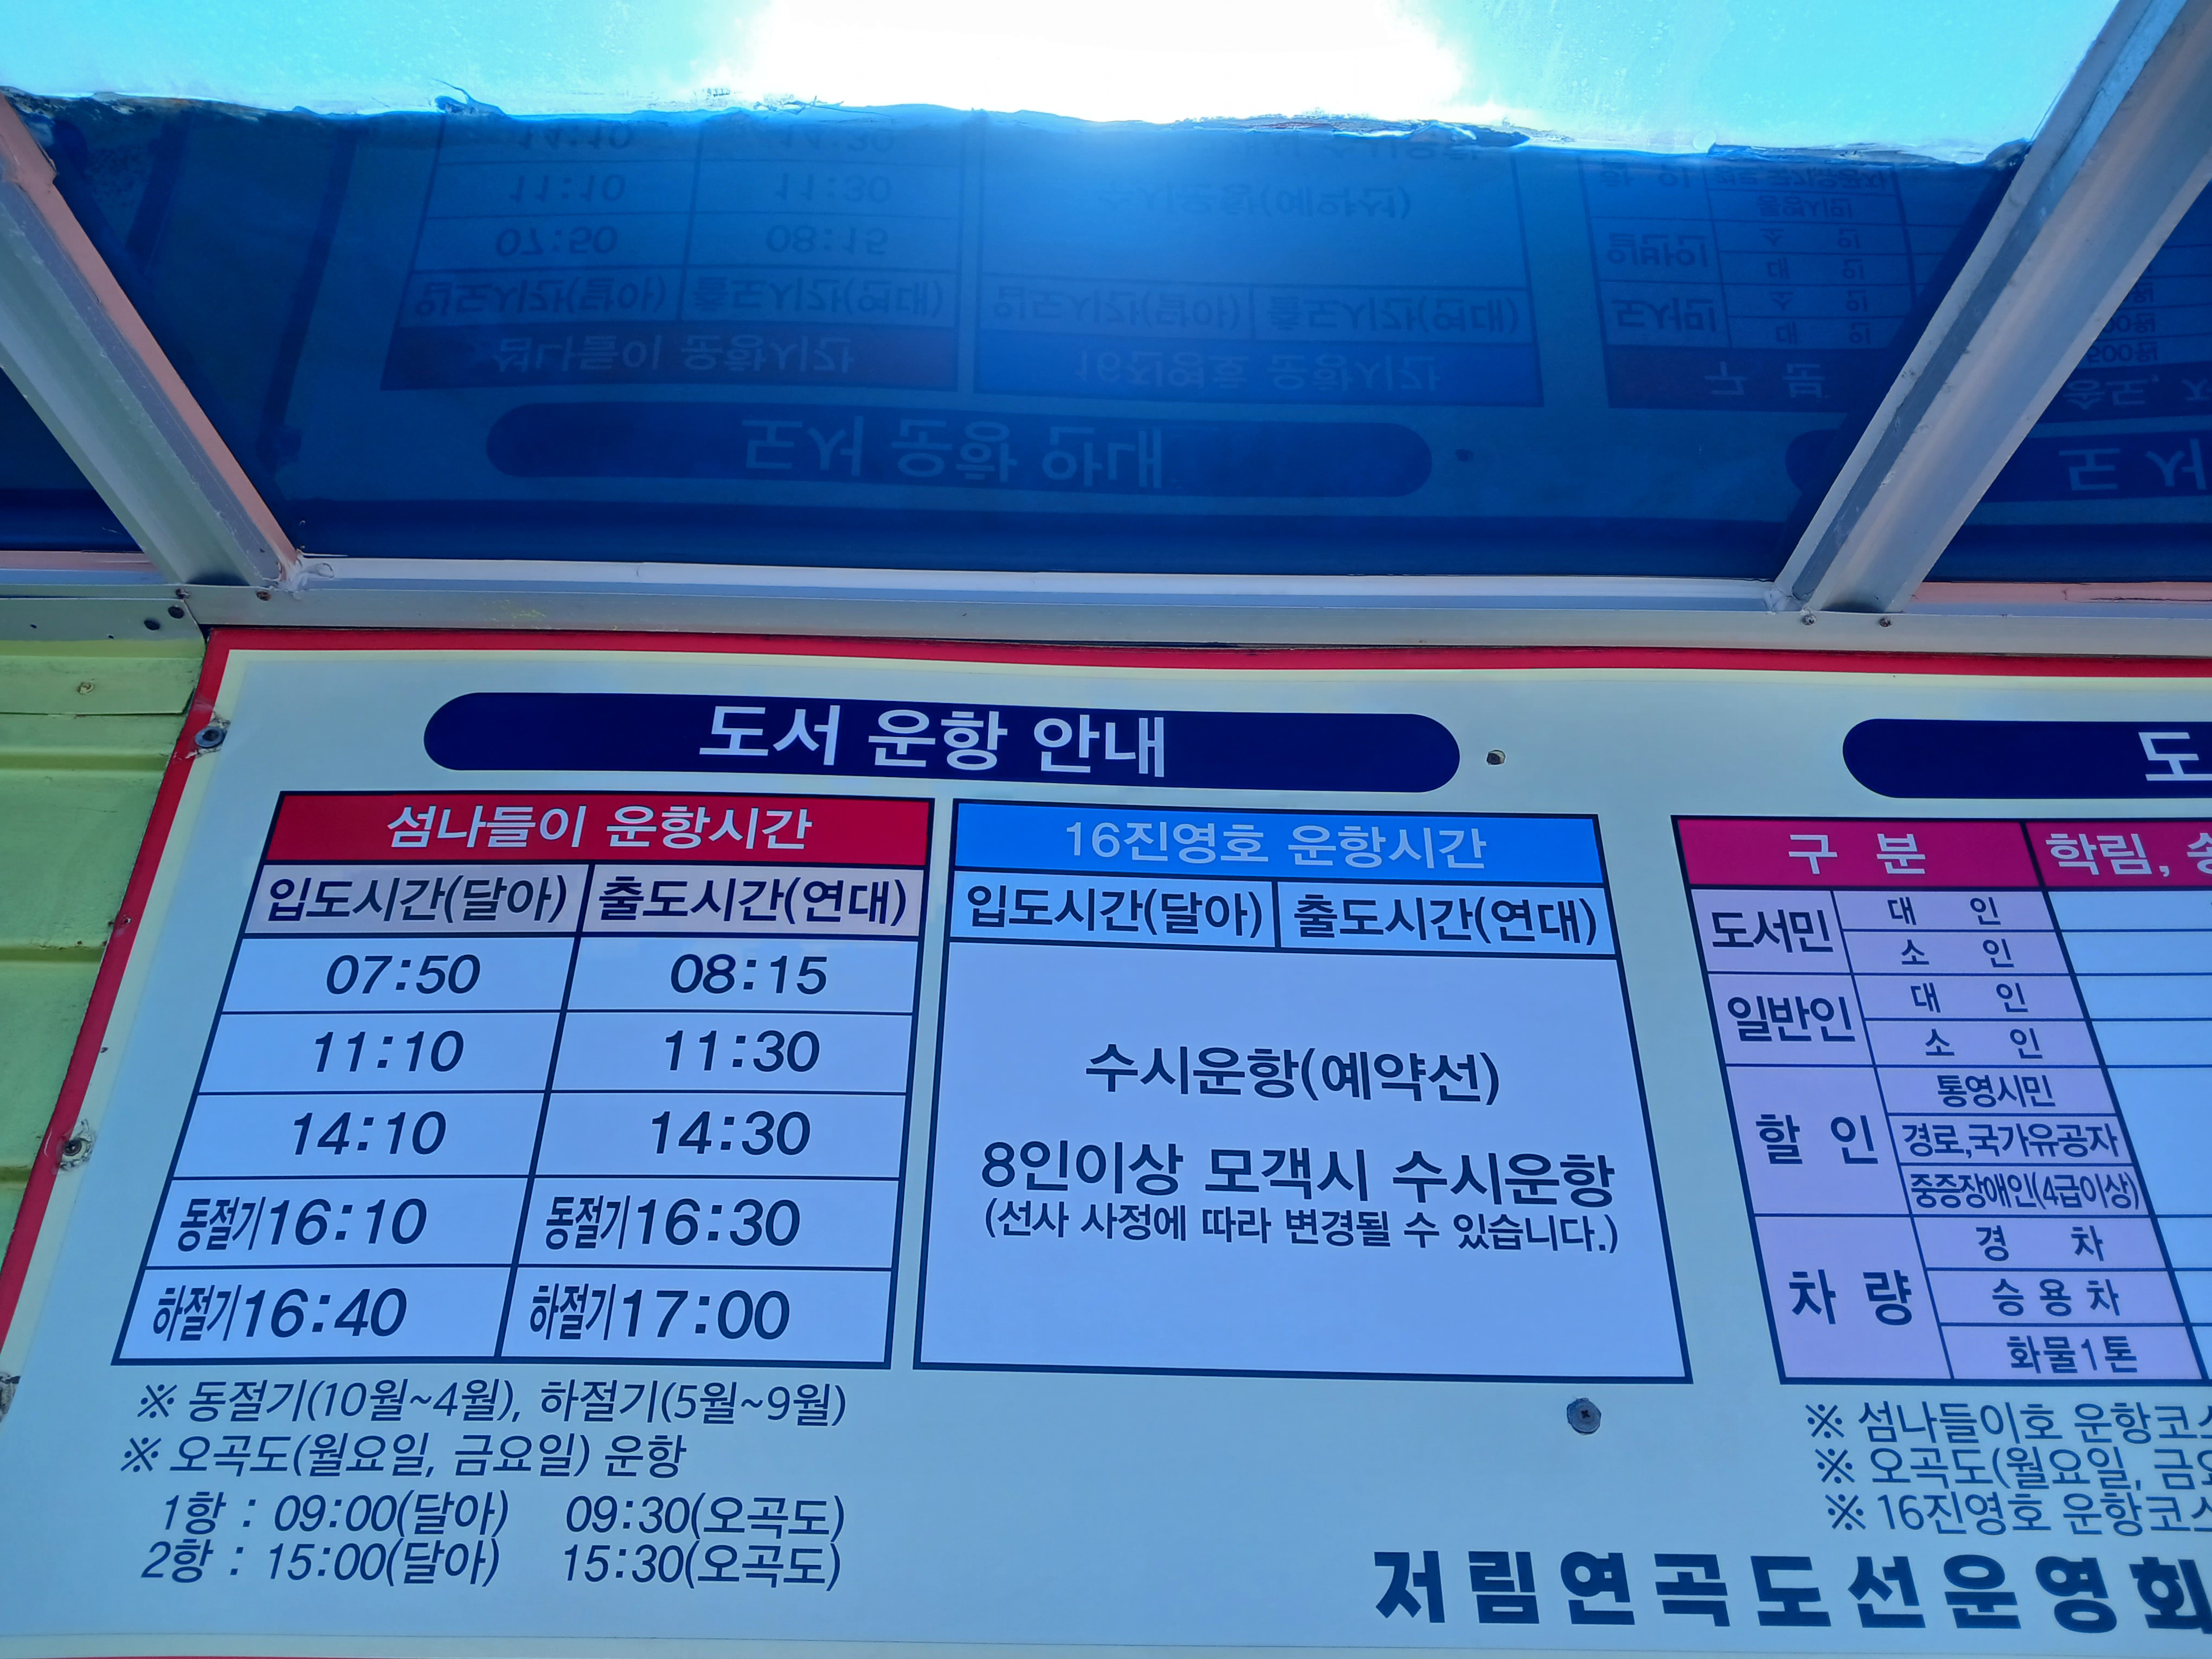 도서 운항 안내
섬나들이 운항시간
입도시간(달아) 출도시간(연대)
07:50 08:15
11:10 11:30
14:10 14:30
동절기16:10 동절기16:30
하절기16:40 하절기17:00
※ 동절기(10월~4월), 하절기(5월~9월)
※ 오곡도(월요일, 금요일) 운항
1항 : 09:00(달아) 09:30(오곡도)
2항 : 15:00(달아) 15:30(오곡도)
16진영호 운항시간
입도시간(달아) 출도시간(연대)
수시운항(예약선)
8인이상 모객시 수시운항
(선사 사정에 따라 변경될 수 있습니다.)
도
구 분 학림,
도서민 대 인
소 인
일반인 대 인
소 인
할 인 통영시민
경로,국가유공자
중증장애인(4급이상)
차 량 경 차
승 용 차
화물1톤
※ 섬나들이호 운항코스
※ 오곡도(월요일, 금요
※ 16진영호 운항코스
저림연곡도선운영회